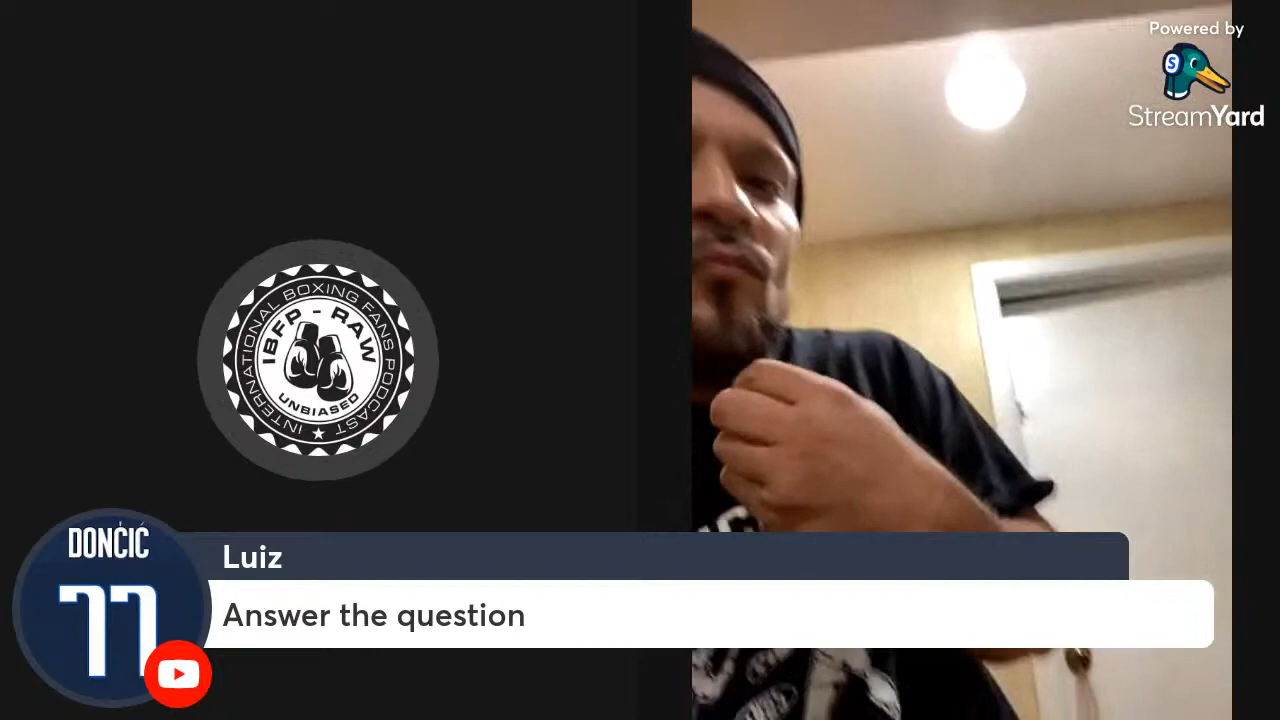 Powered by
StreamYard
S
INTERNATIONAL BOXING FANS PODCAST
IBFP - RAW
UNBIASED
DONČIĆ
77
Luiz
Answer the question